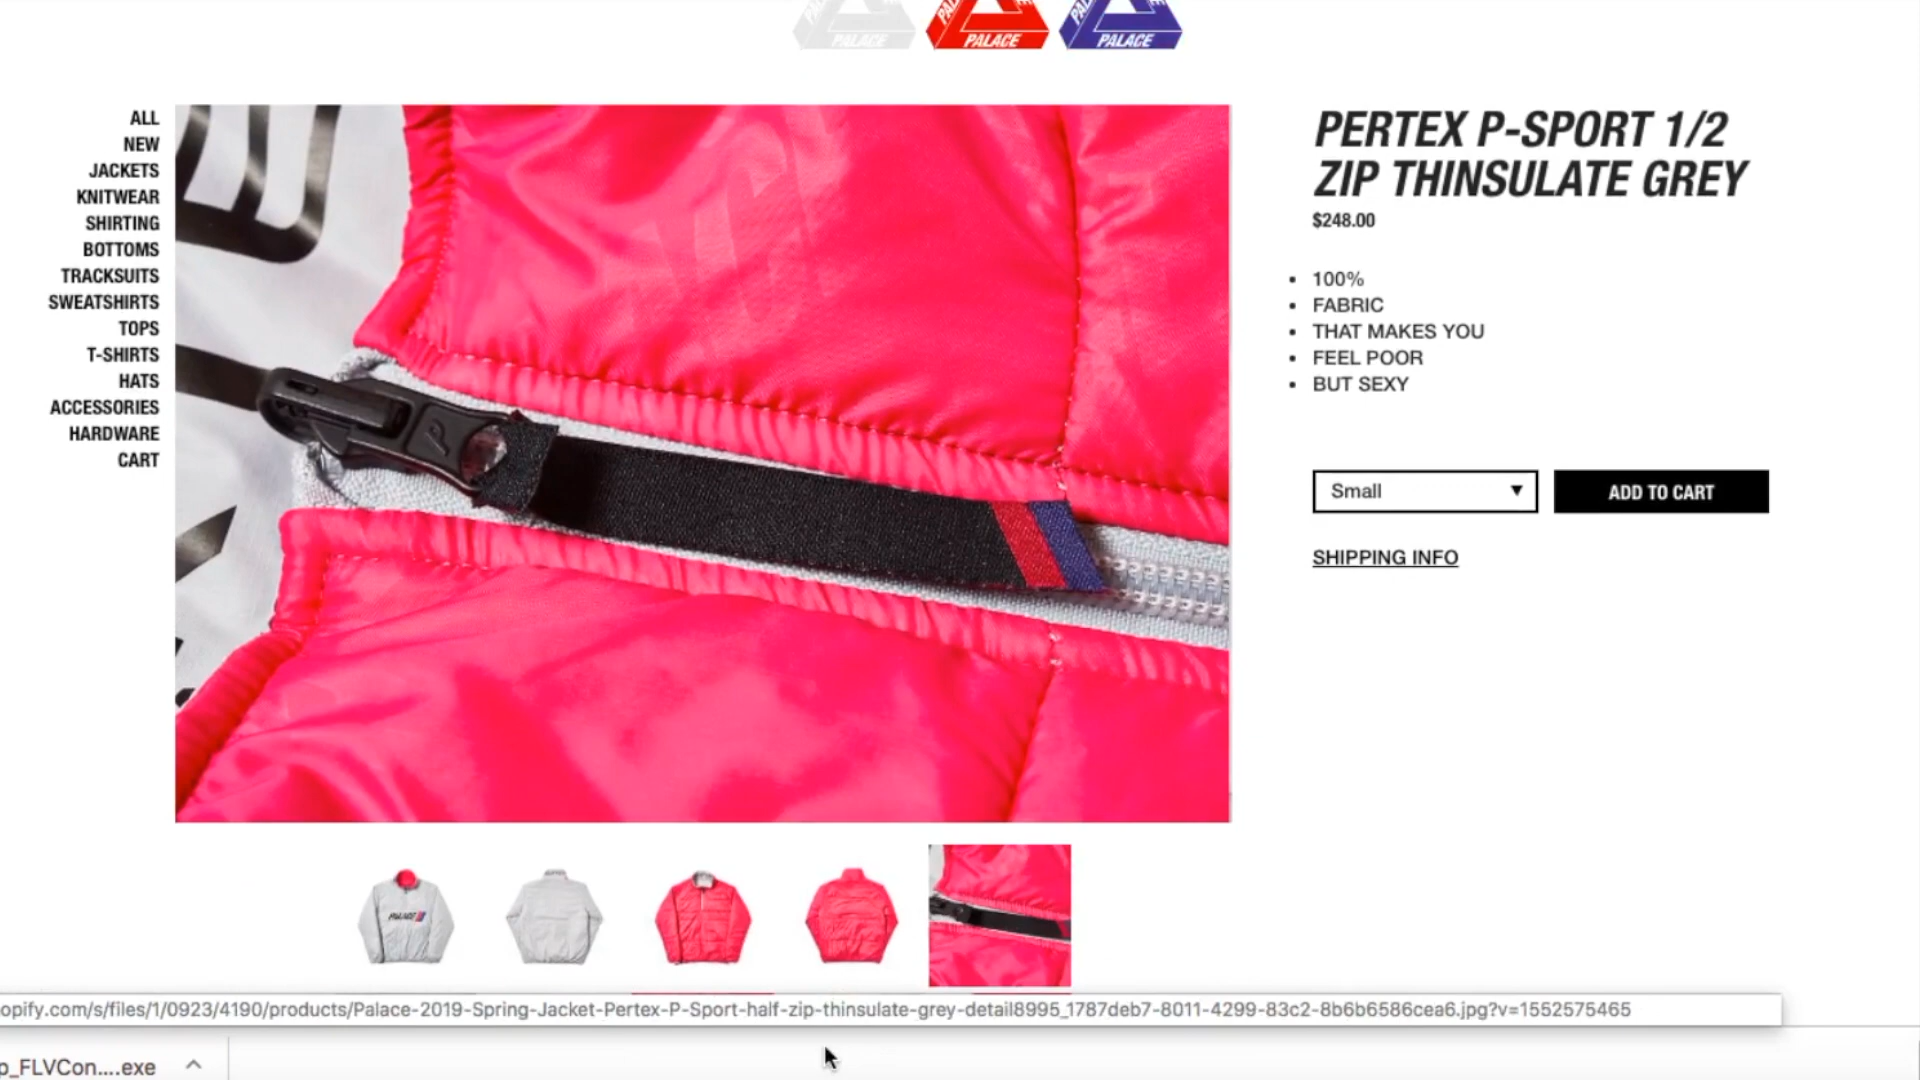 PALACE PALACE PALACE
ALL
NEW
JACKETS
KNITWEAR
SHIRTING
BOTTOMS
TRACKSUITS
SWEATSHIRTS
TOPS
T-SHIRTS
HATS
ACCESSORIES
HARDWARE
CART
PERTEX P-SPORT 1/2
ZIP THINSULATE GREY
$248.00
100%
FABRIC
THAT MAKES YOU
FEEL POOR
BUT SEXY
Small
ADD TO CART
SHIPPING INFO
PALACE
opify.com/s/files/1/0923/4190/products/Palace-2019-Spring-Jacket-Pertex-P-Sport-half-zip-thinsulate-grey-detail8995_1787deb7-8011-4299-83c2-8b6b6586cea6.jpg?v=1552575465
p_FLVCon....exe